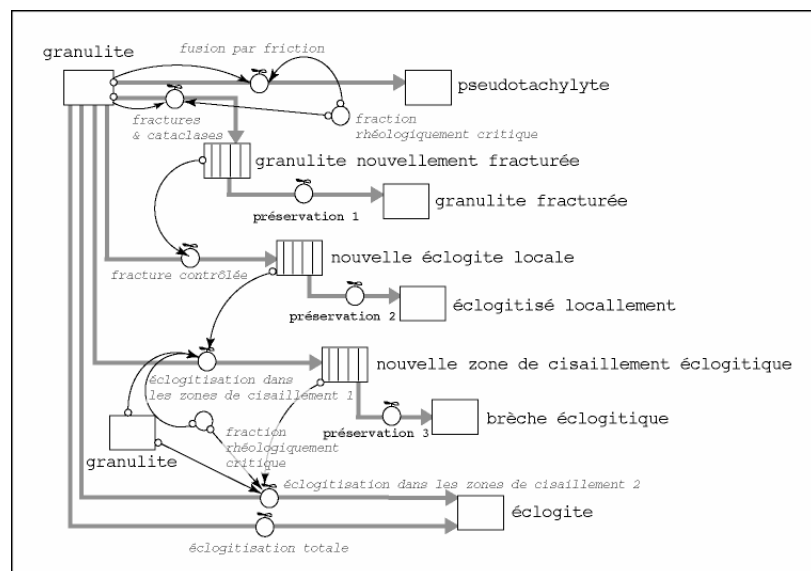 granulite
fusion par friction
pseudotachylyte
fractures
& cataclases
fraction
rhéologiquement critique
granulite nouvellement fracturée
préservation 1
granulite fracturée
nouvelle éclogite locale
fracture contrôlée
préservation 2
éclogitisé locallement
nouvelle zone de cisaillement éclogitique
éclogitisation dans
les zones de cisaillement 1
préservation 3
brèche éclogitique
fraction
rhéologiquement
critique
granulite
éclogitisation dans les zones de cisaillement 2
éclogite
éclogitisation totale